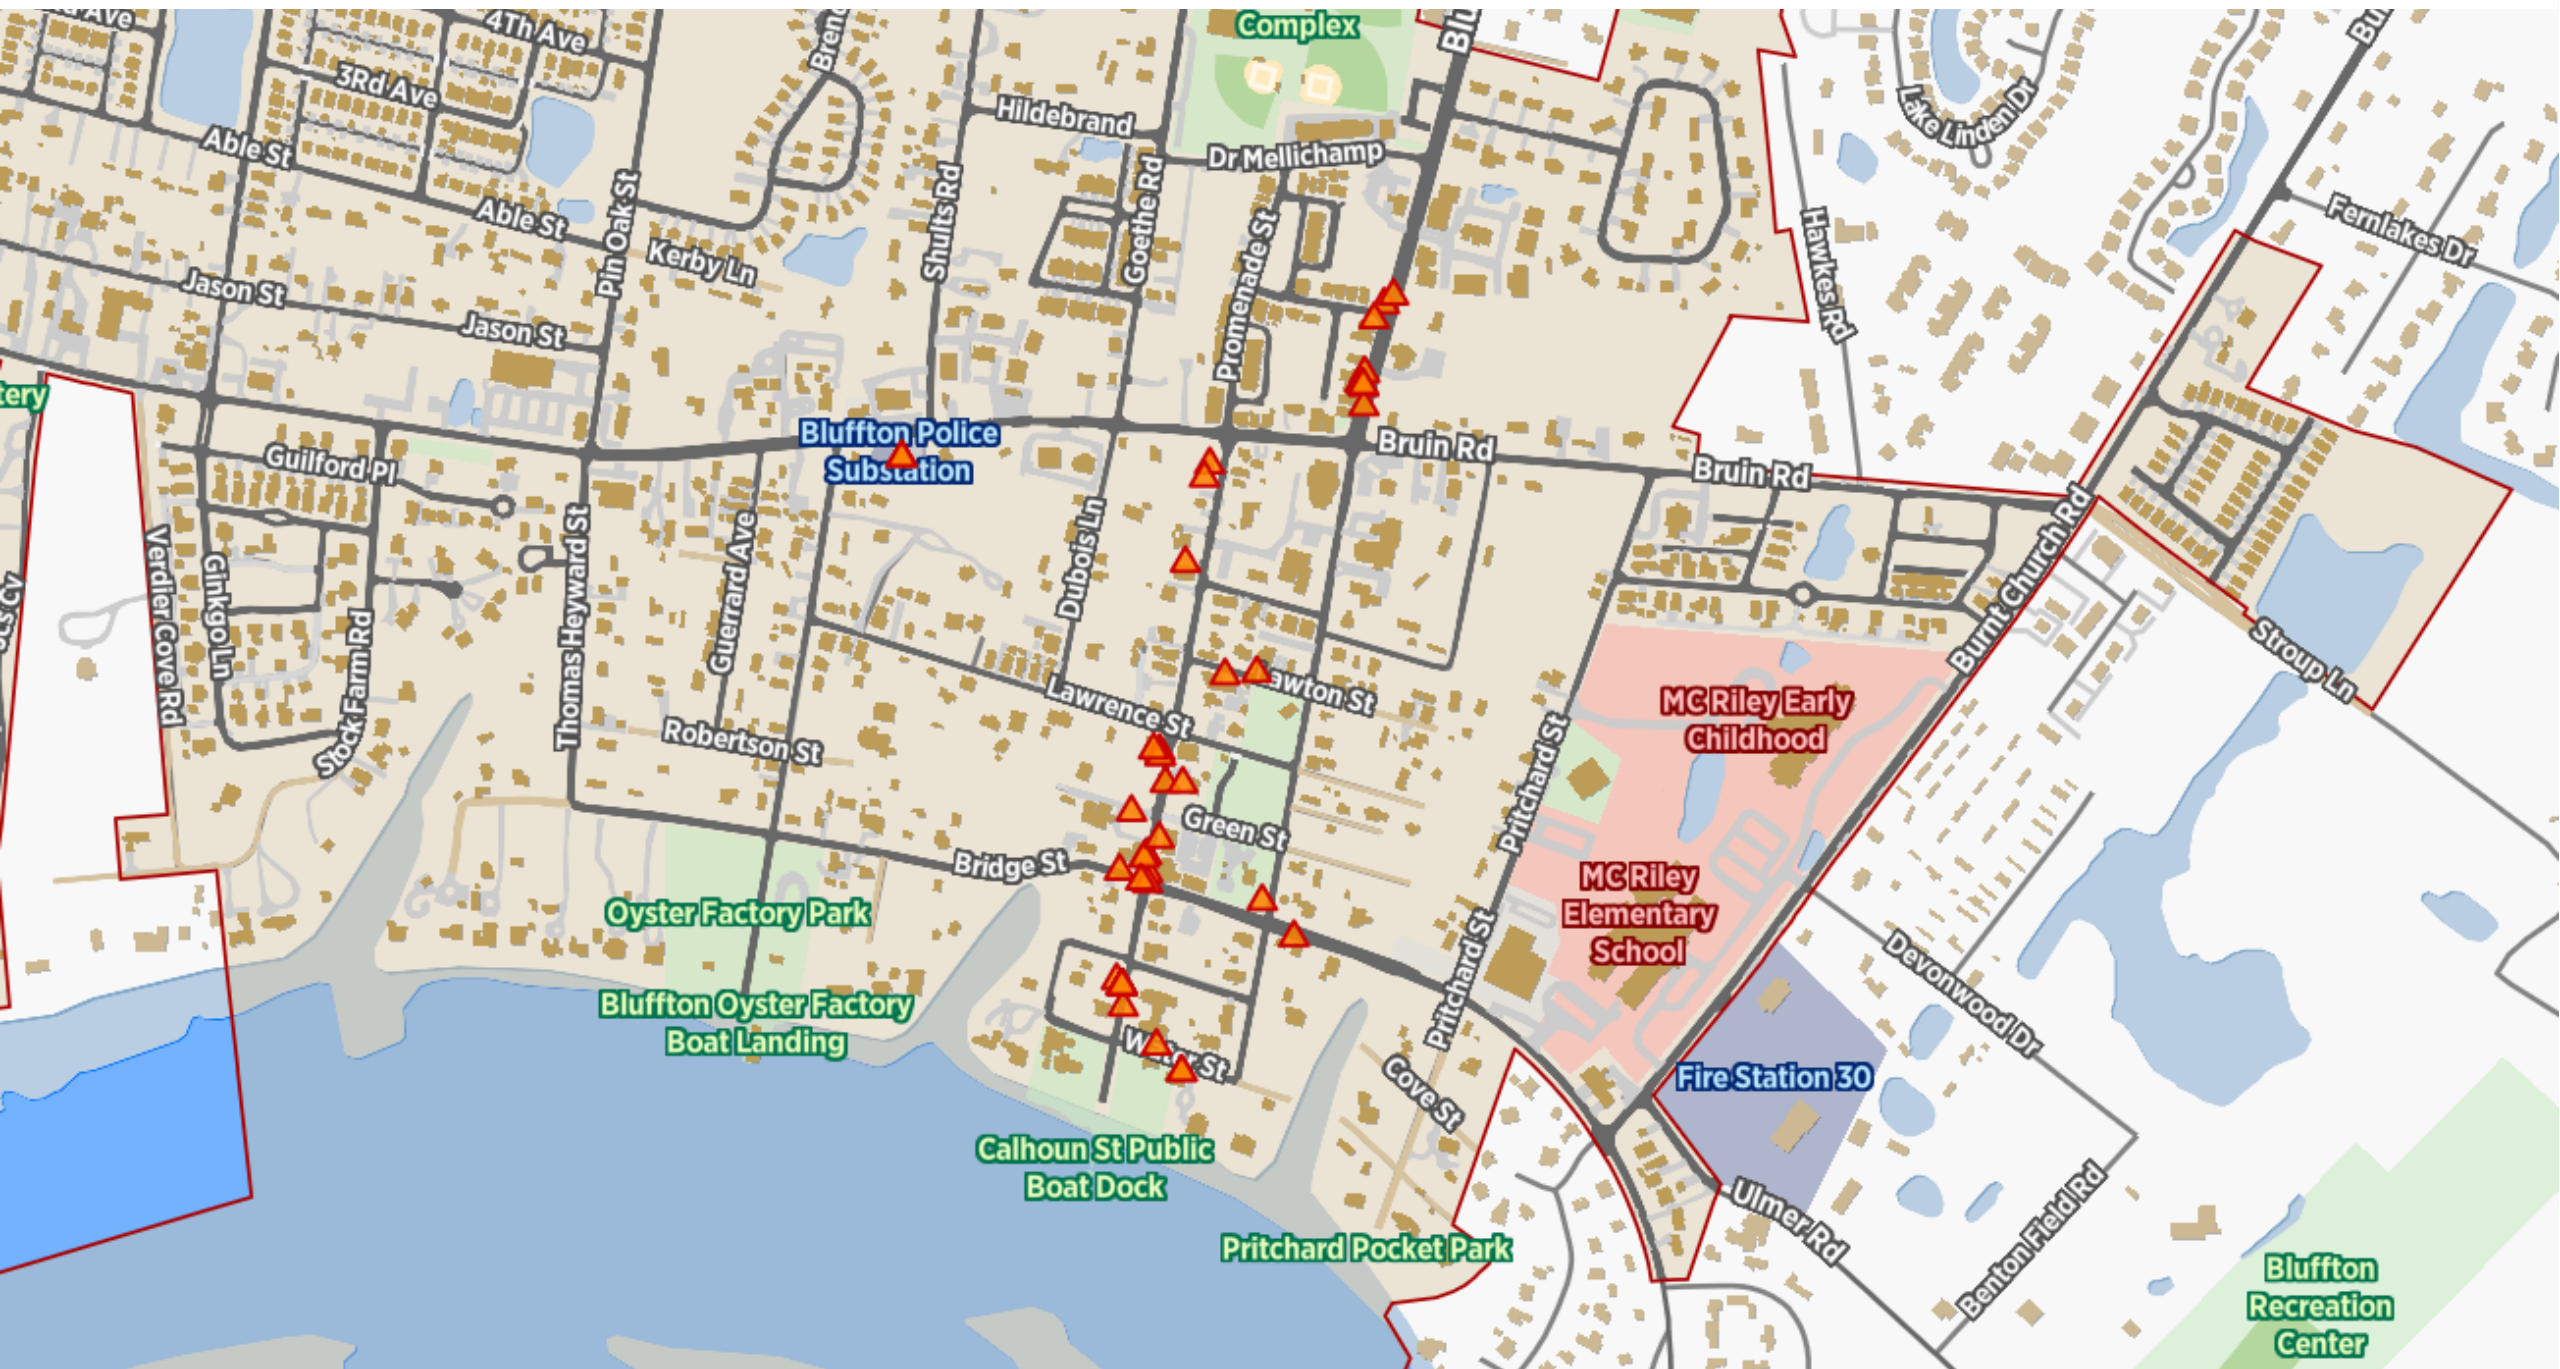 4Th Ave
Complex
3Rd Ave
Hildebrand
Lake Linden Dr
Able St
Dr Mellichamp
Able St
Pin Oak St
Shults Rd
Goethe Rd
Fernlakes Dr
Kerby Ln
Promenade St
Hawkes Rd
Jason St
Jason St
Bluffton Police
Substation
Bruin Rd
Bruin Rd
Guilford Pl
Verdier Cove Rd
Ginkgo Ln
Stock Farm Rd
Thomas Heyward St
Guerrard Ave
Dubois Ln
Burnt Church Rd
Stroup Ln
Lawrence St
awton St
Robertson St
MC Riley Early
Childhood
Pritchard St
Green St
Bridge St
MC Riley
Elementary
School
Oyster Factory Park
Pritchard St
Devonwood Dr
Bluffton Oyster Factory
Boat Landing
Cove St
Fire Station 30
Calhoun St Public
Boat Dock
Ulmer Rd
Benton Field Rd
Pritchard Pocket Park
Bluffton
Recreation
Center